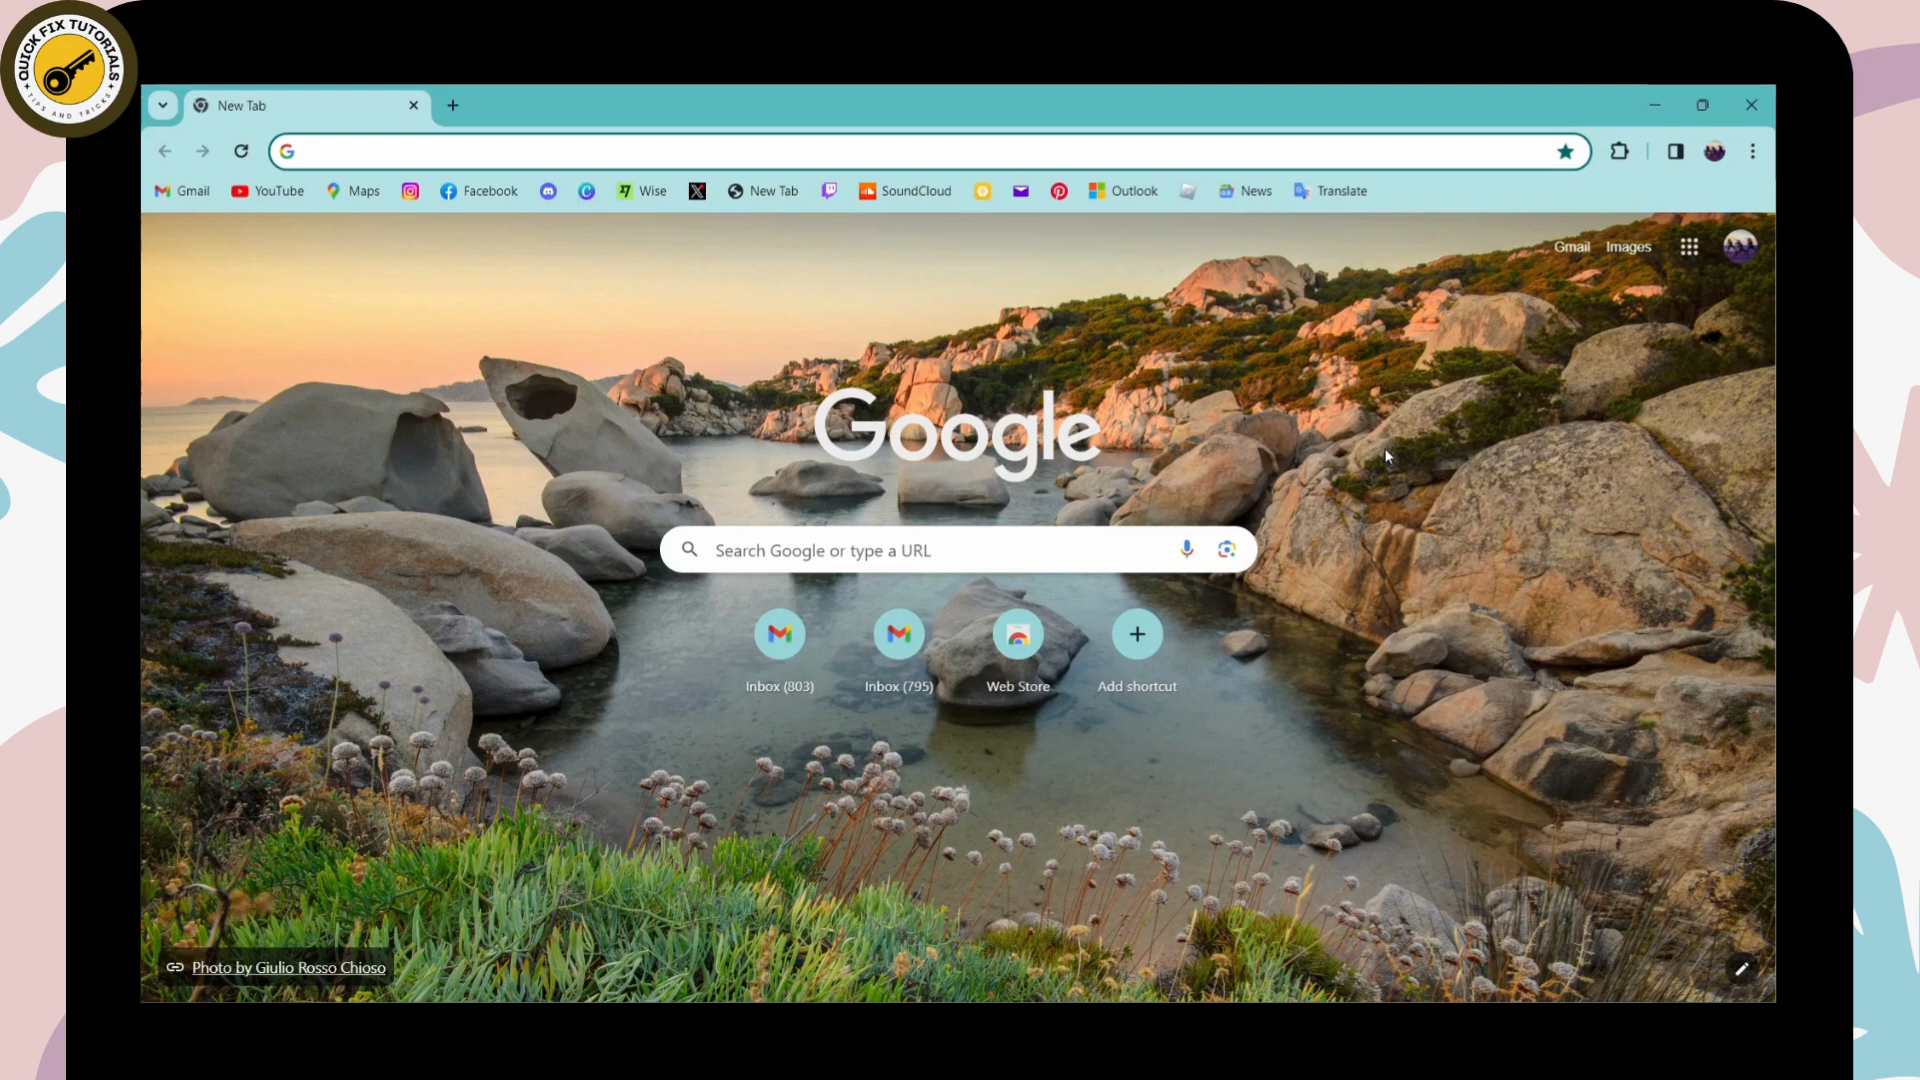 QUICK FIX TUTORIALS
TIPS AND TRICKS
New Tab
Gmail YouTube Maps Facebook Wise New Tab SoundCloud Outlook News Translate
Gmail Images
Google
Search Google or type a URL
Inbox (803) Inbox (795) Web Store Add shortcut
Photo by Giulio Rosso Chioso